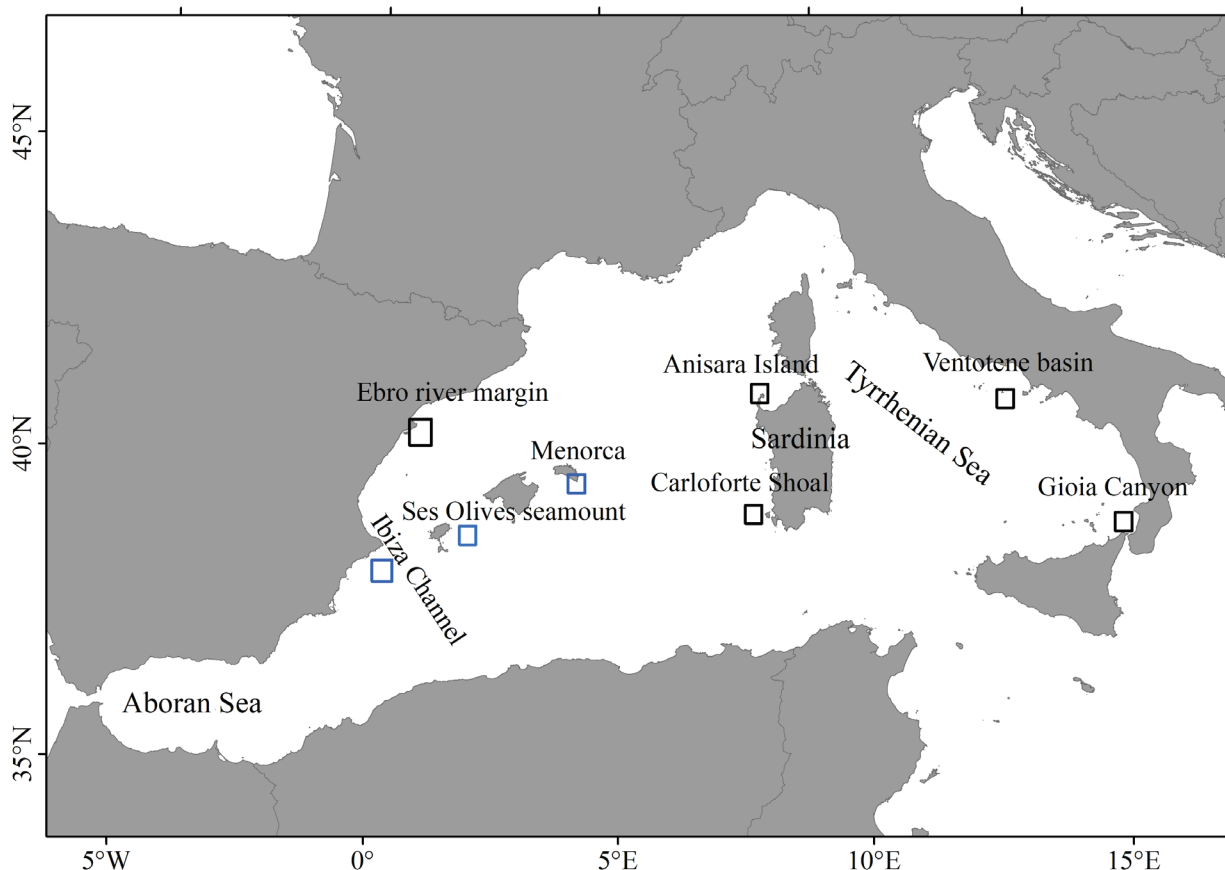 45°N
40°N
35°N
Anisara Island
Ventotene basin
Ebro river margin
Tyrrhenian Sea
Sardinia
Menorca
Carloforte Shoal
Gioia Canyon
Ses Olives seamount
Ibiza Channel
Aboran Sea
5°W
0°
5°E
10°E
15°E